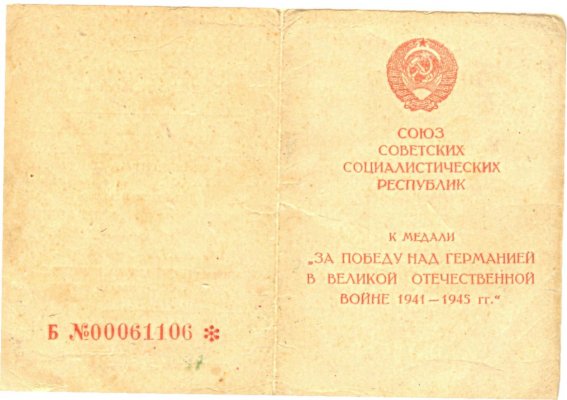 Б №00061106 *
СОЮЗ
СОВЕТСКИХ
СОЦИАЛИСТИЧЕСКИХ
РЕСПУБЛИК
К МЕДАЛИ
„ЗА ПОБЕДУ НАД ГЕРМАНИЕЙ
В ВЕЛИКОЙ ОТЕЧЕСТВЕННОЙ
ВОЙНЕ 1941—1945 гг.“